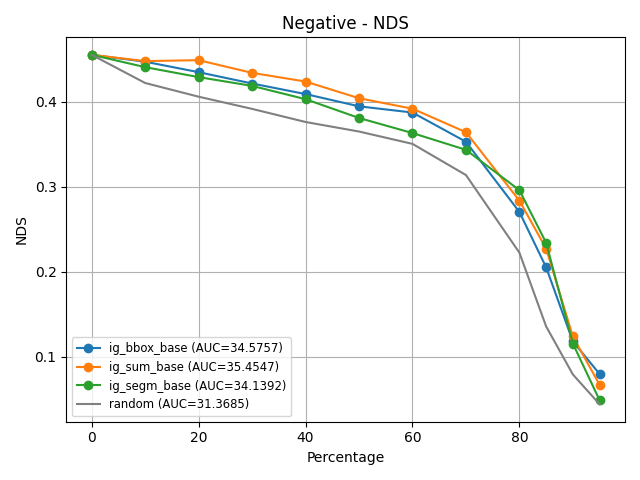 Negative - NDS
NDS
0.4
0.3
0.2
0.1
ig_bbox_base (AUC=34.5757)
ig_sum_base (AUC=35.4547)
ig_segm_base (AUC=34.1392)
random (AUC=31.3685)
0 20 40 60 80
Percentage